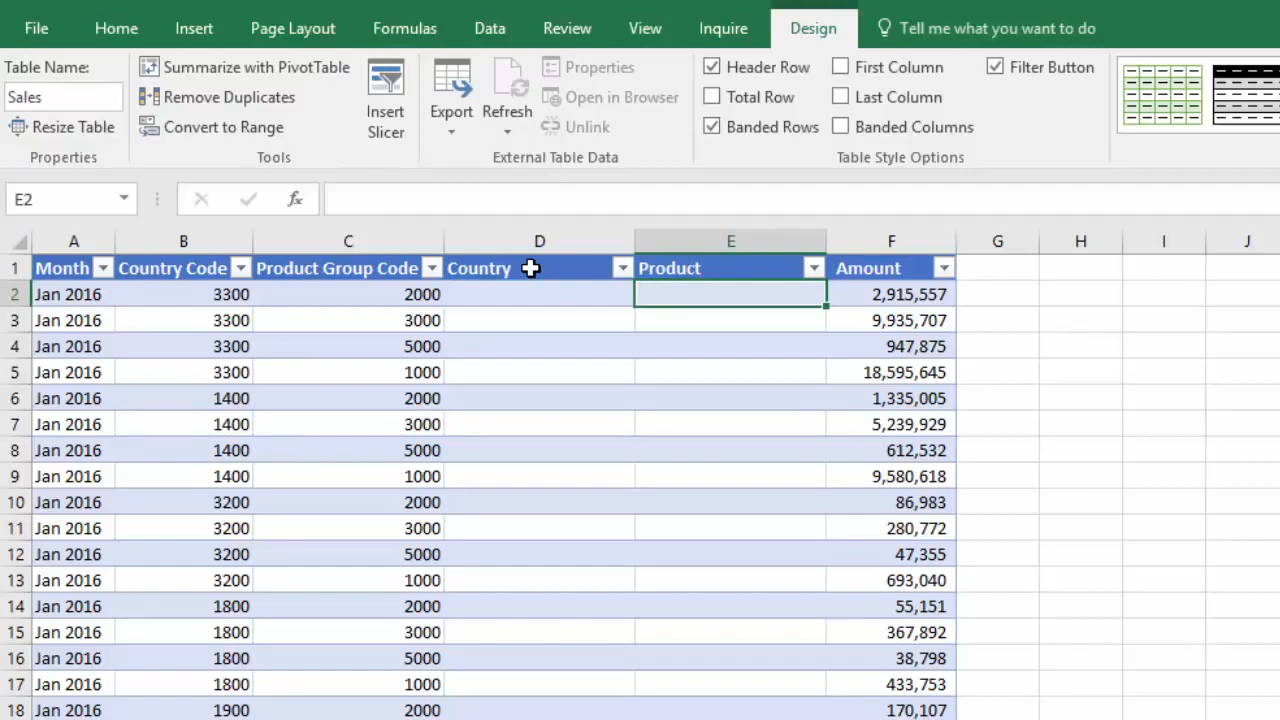 File Home Insert Page Layout Formulas Data Review View Inquire Design Tell me what you want to do
Table Name: Summarize with PivotTable Properties Header Row First Column Filter Button
Sales Remove Duplicates Insert Slicer Export Refresh Open in Browser Total Row Last Column
Resize Table Convert to Range Unlink Banded Rows Banded Columns
Properties Tools External Table Data Table Style Options
E2 fx
A B C D E F G H I J
1 Month Country Code Product Group Code Country Product Amount
2 Jan 2016 3300 2000 2,915,557
3 Jan 2016 3300 3000 9,935,707
4 Jan 2016 3300 5000 947,875
5 Jan 2016 3300 1000 18,595,645
6 Jan 2016 1400 2000 1,335,005
7 Jan 2016 1400 3000 5,239,929
8 Jan 2016 1400 5000 612,532
9 Jan 2016 1400 1000 9,580,618
10 Jan 2016 3200 2000 86,983
11 Jan 2016 3200 3000 280,772
12 Jan 2016 3200 5000 47,355
13 Jan 2016 3200 1000 693,040
14 Jan 2016 1800 2000 55,151
15 Jan 2016 1800 3000 367,892
16 Jan 2016 1800 5000 38,798
17 Jan 2016 1800 1000 433,753
18 Jan 2016 1900 2000 170,107